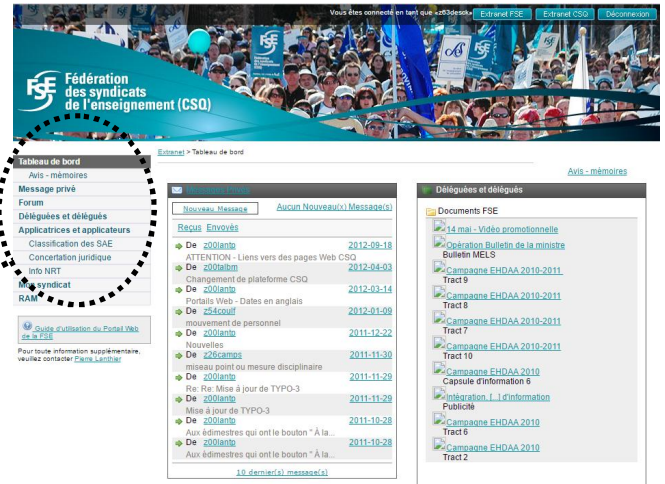 Vous êtes connecté en tant que «z63desck» Extranet FSE Extranet CSQ Déconnexion
FSE Fédération
des syndicats
de l'enseignement (CSQ)
Extranet > Tableau de bord
Avis - mémoires
Tableau de bord
Avis - mémoires
Message privé
Forum
Déléguées et délégués
Applicatrices et applicateurs
Classification des SAE
Concertation juridique
Info NRT
Mon syndicat
RAM
Guide d'utilisation du Portail Web
de la FSE
Pour toute information supplémentaire,
veuillez contacter Pierre Lanthier
Nouveau Message Aucun Nouveau(x) Message(s)
Reçus Envoyés
De z00lantp 2012-09-18
ATTENTION - Liens vers des pages Web CSQ
De z00talbm 2012-04-03
Changement de plateforme CSQ
De z00lantp 2012-03-14
Portails Web - Dates en anglais
De z54coulf 2012-01-09
mouvement de personnel
De z00lantp 2011-12-22
Nouvelles
De z26camps 2011-11-30
miseau point ou mesure disciplinaire
De z00lantp 2011-11-29
Re: Re: Mise à jour de TYPO-3
De z00lantp 2011-11-29
Mise à jour de TYPO-3
De z00lantp 2011-10-28
Aux édimestres qui ont le bouton " À la...
De z00lantp 2011-10-28
Aux édimestres qui ont le bouton " À la...
10 dernier(s) message(s)
Déléguées et délégués
Documents FSE
14 mai - Vidéo promotionnelle
Opération Bulletin de la ministre
Bulletin MELS
Campagne EHDAA 2010-2011
Tract 9
Campagne EHDAA 2010-2011
Tract 8
Campagne EHDAA 2010-2011
Tract 7
Campagne EHDAA 2010-2011
Tract 10
Campagne EHDAA 2010
Capsule d'information 6
Intégration, [...] d'information
Publicité
Campagne EHDAA 2010
Tract 6
Campagne EHDAA 2010
Tract 2